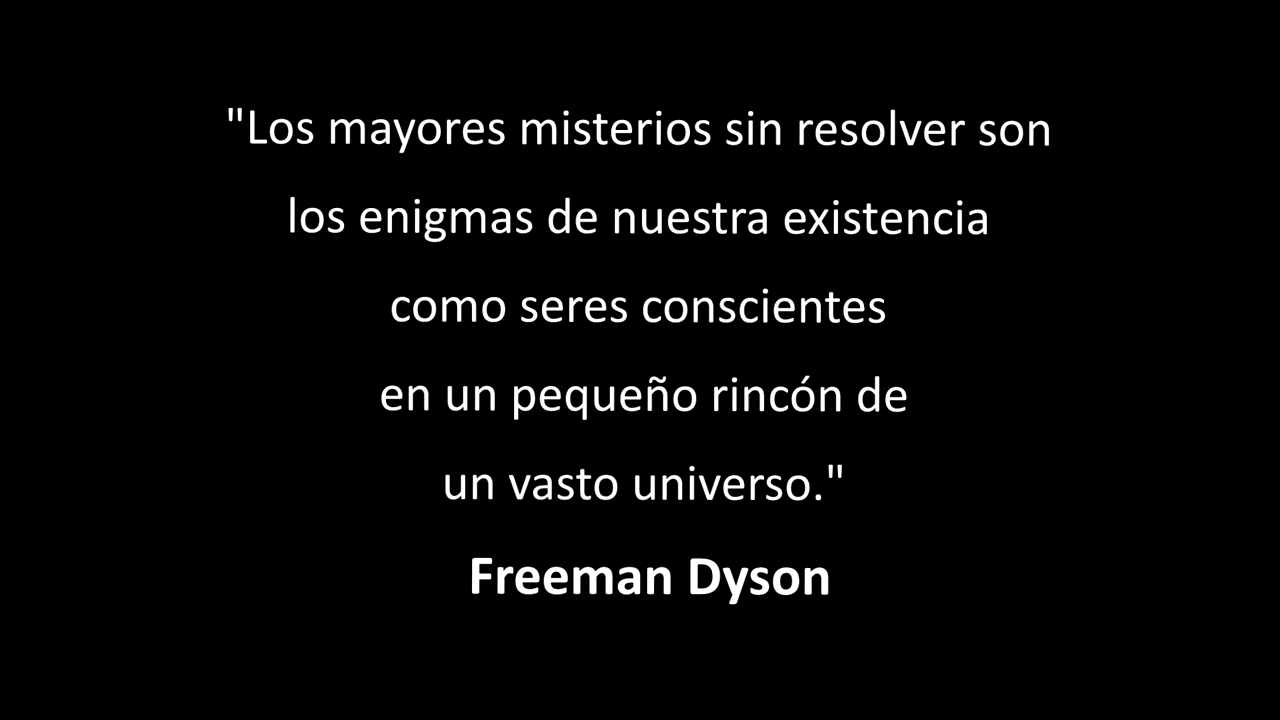 "Los mayores misterios sin resolver son
los enigmas de nuestra existencia
como seres conscientes
en un pequeño rincón de
un vasto universo."
Freeman Dyson